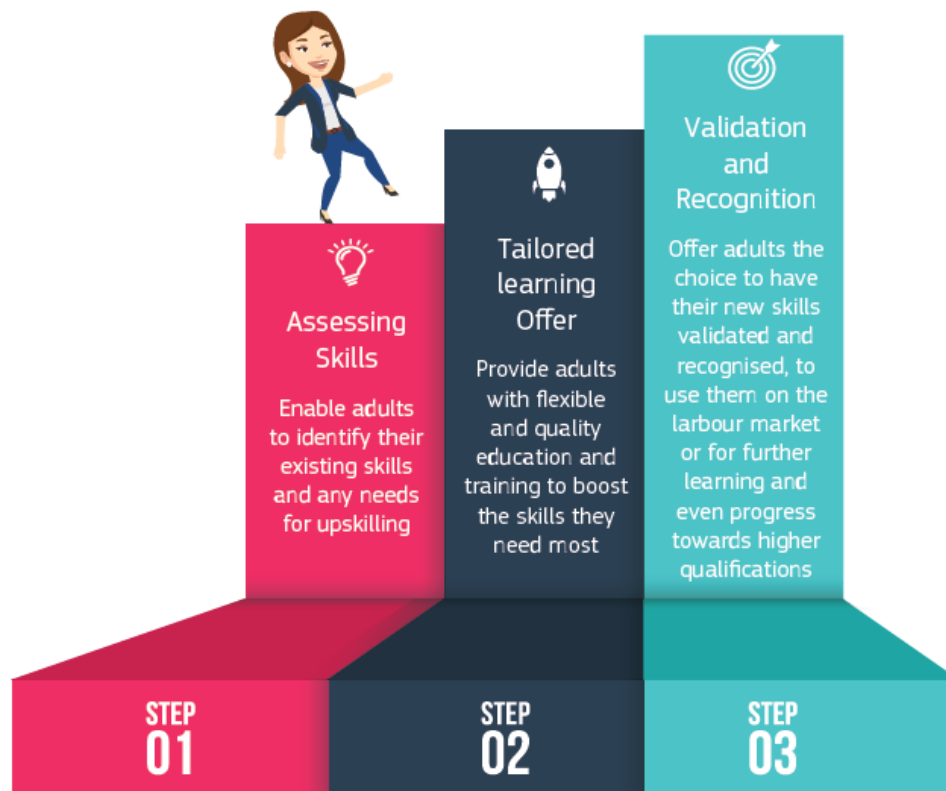 Assessing
Skills
Enable adults
to identify their
existing skills
and any needs
for upskilling
Tailored
learning
Offer
Provide adults
with flexible
and quality
education and
training to boost
the skills they
need most
Validation
and
Recognition
Offer adults the
choice to have
their new skills
validated and
recognised, to
use them on the
larbour market
or for further
learning and
even progress
towards higher
qualifications
STEP
01
STEP
02
STEP
03